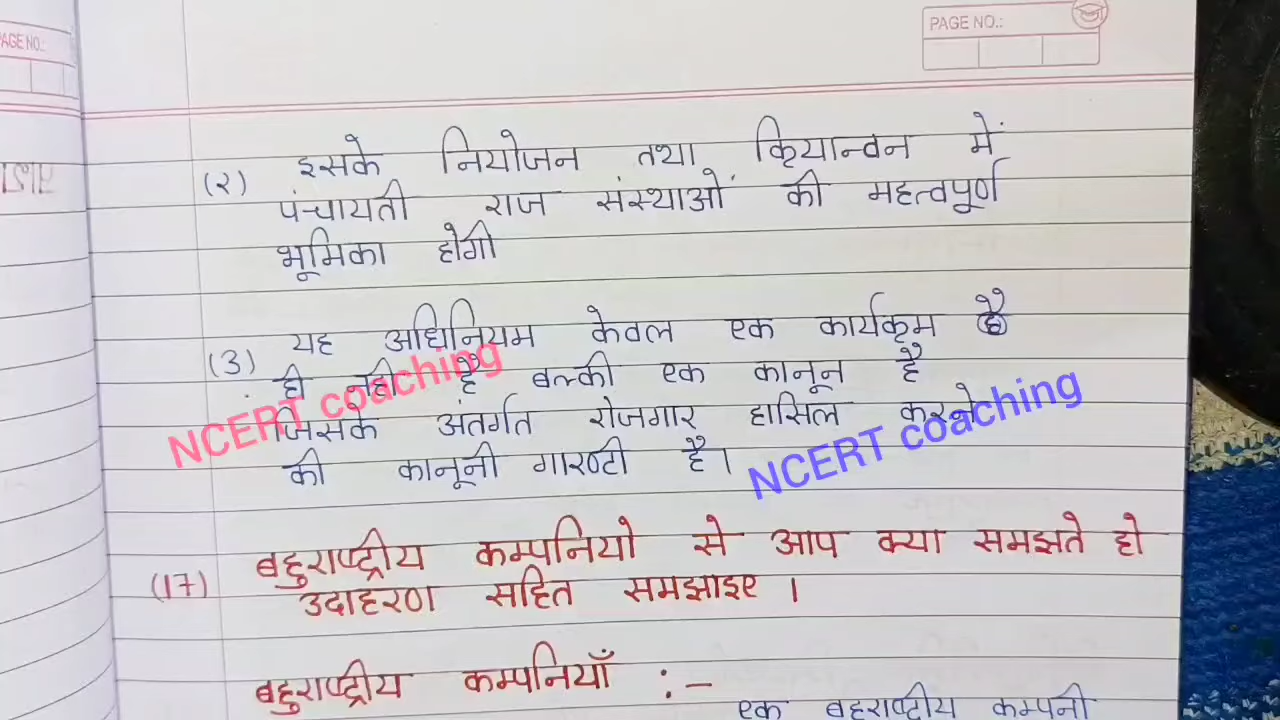 PAGE NO.:
AGE NO.:
(२) इसके नियोजन तथा क्रियान्वन में
पंचायती राज संस्थाओं की महत्वपूर्ण
भूमिका होगी
(3) यह अधिनियम केवल एक कार्यक्रम है
ही नही है बल्की एक कानून है
जिसके अंतर्गत रोजगार हासिल करने
की कानूनी गारण्टी है।
NCERT coaching
NCERT coaching
(17) बहुराष्ट्रीय कम्पनियो से आप क्या समझते हो
उदाहरण सहित समझाइए ।
बहुराष्ट्रीय कम्पनियाँ :-
एक बहुराष्ट्रीय कम्पनी